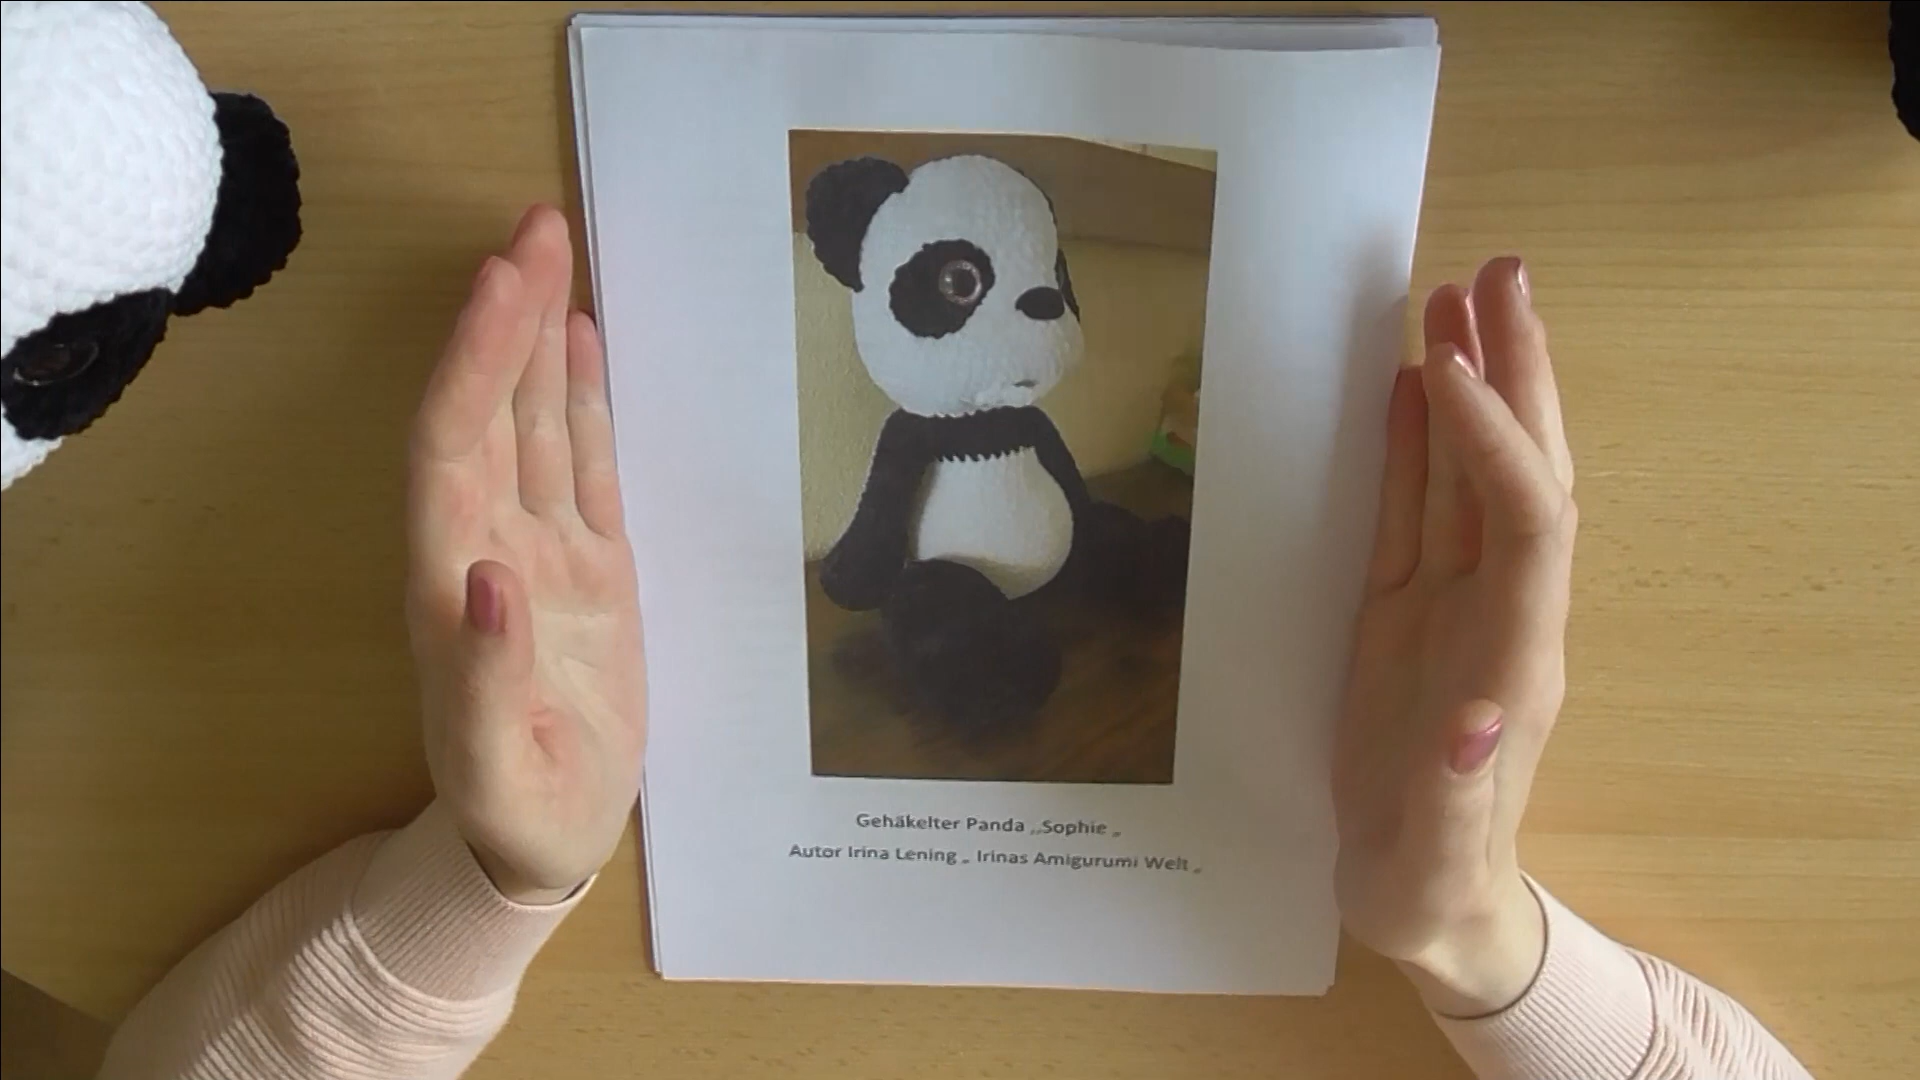 Gehäkelter Panda ,,Sophie „
Autor Irina Lening „ Irinas Amigurumi Welt „